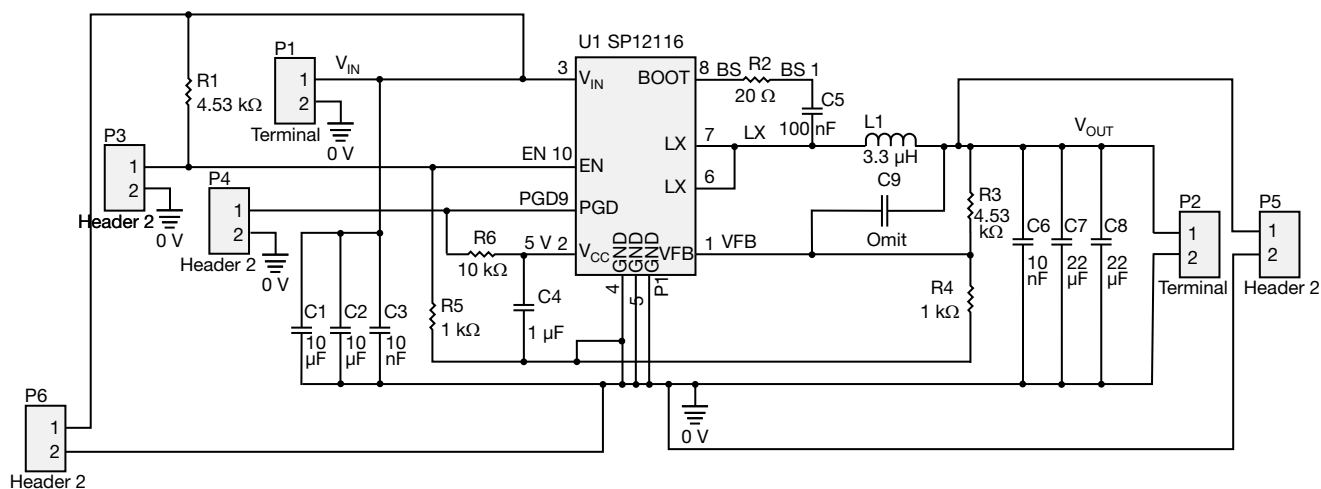 U1 SP12116
P1
1
2
Terminal
0 V
V_IN
R1
4.53 kΩ
P3
1
2
Header 2
0 V
P4
1
2
Header 2
0 V
3
V_IN
EN 10
EN
PGD9
PGD
5 V 2
V_CC
R6
10 kΩ
R5
1 kΩ
C4
1 µF
C1
10
µF
C2
10
µF
C3
10
nF
GND
GND
GND
4
5
P1
BOOT
8 BS
R2
20 Ω
BS 1
C5
100 nF
LX
7
LX
LX
6
L1
3.3 µH
C9
Omit
VFB
1 VFB
R3
4.53
kΩ
R4
1 kΩ
V_OUT
C6
10
nF
C7
22
µF
C8
22
µF
P2
1
2
Terminal
P5
1
2
Header 2
0 V
P6
1
2
Header 2